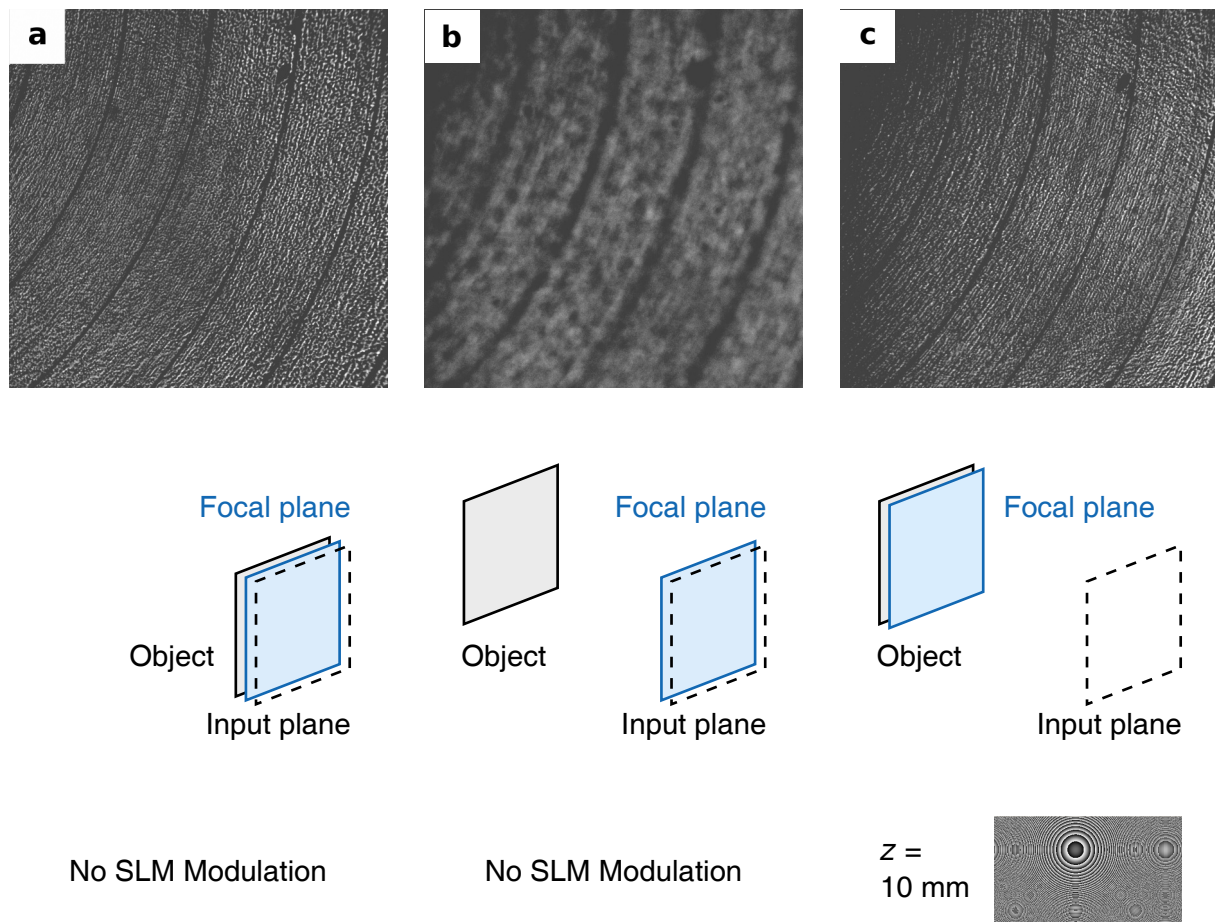 a
b
c
Focal plane
Object
Input plane
Focal plane
Object
Input plane
Focal plane
Object
Input plane
No SLM Modulation
No SLM Modulation
z =
10 mm